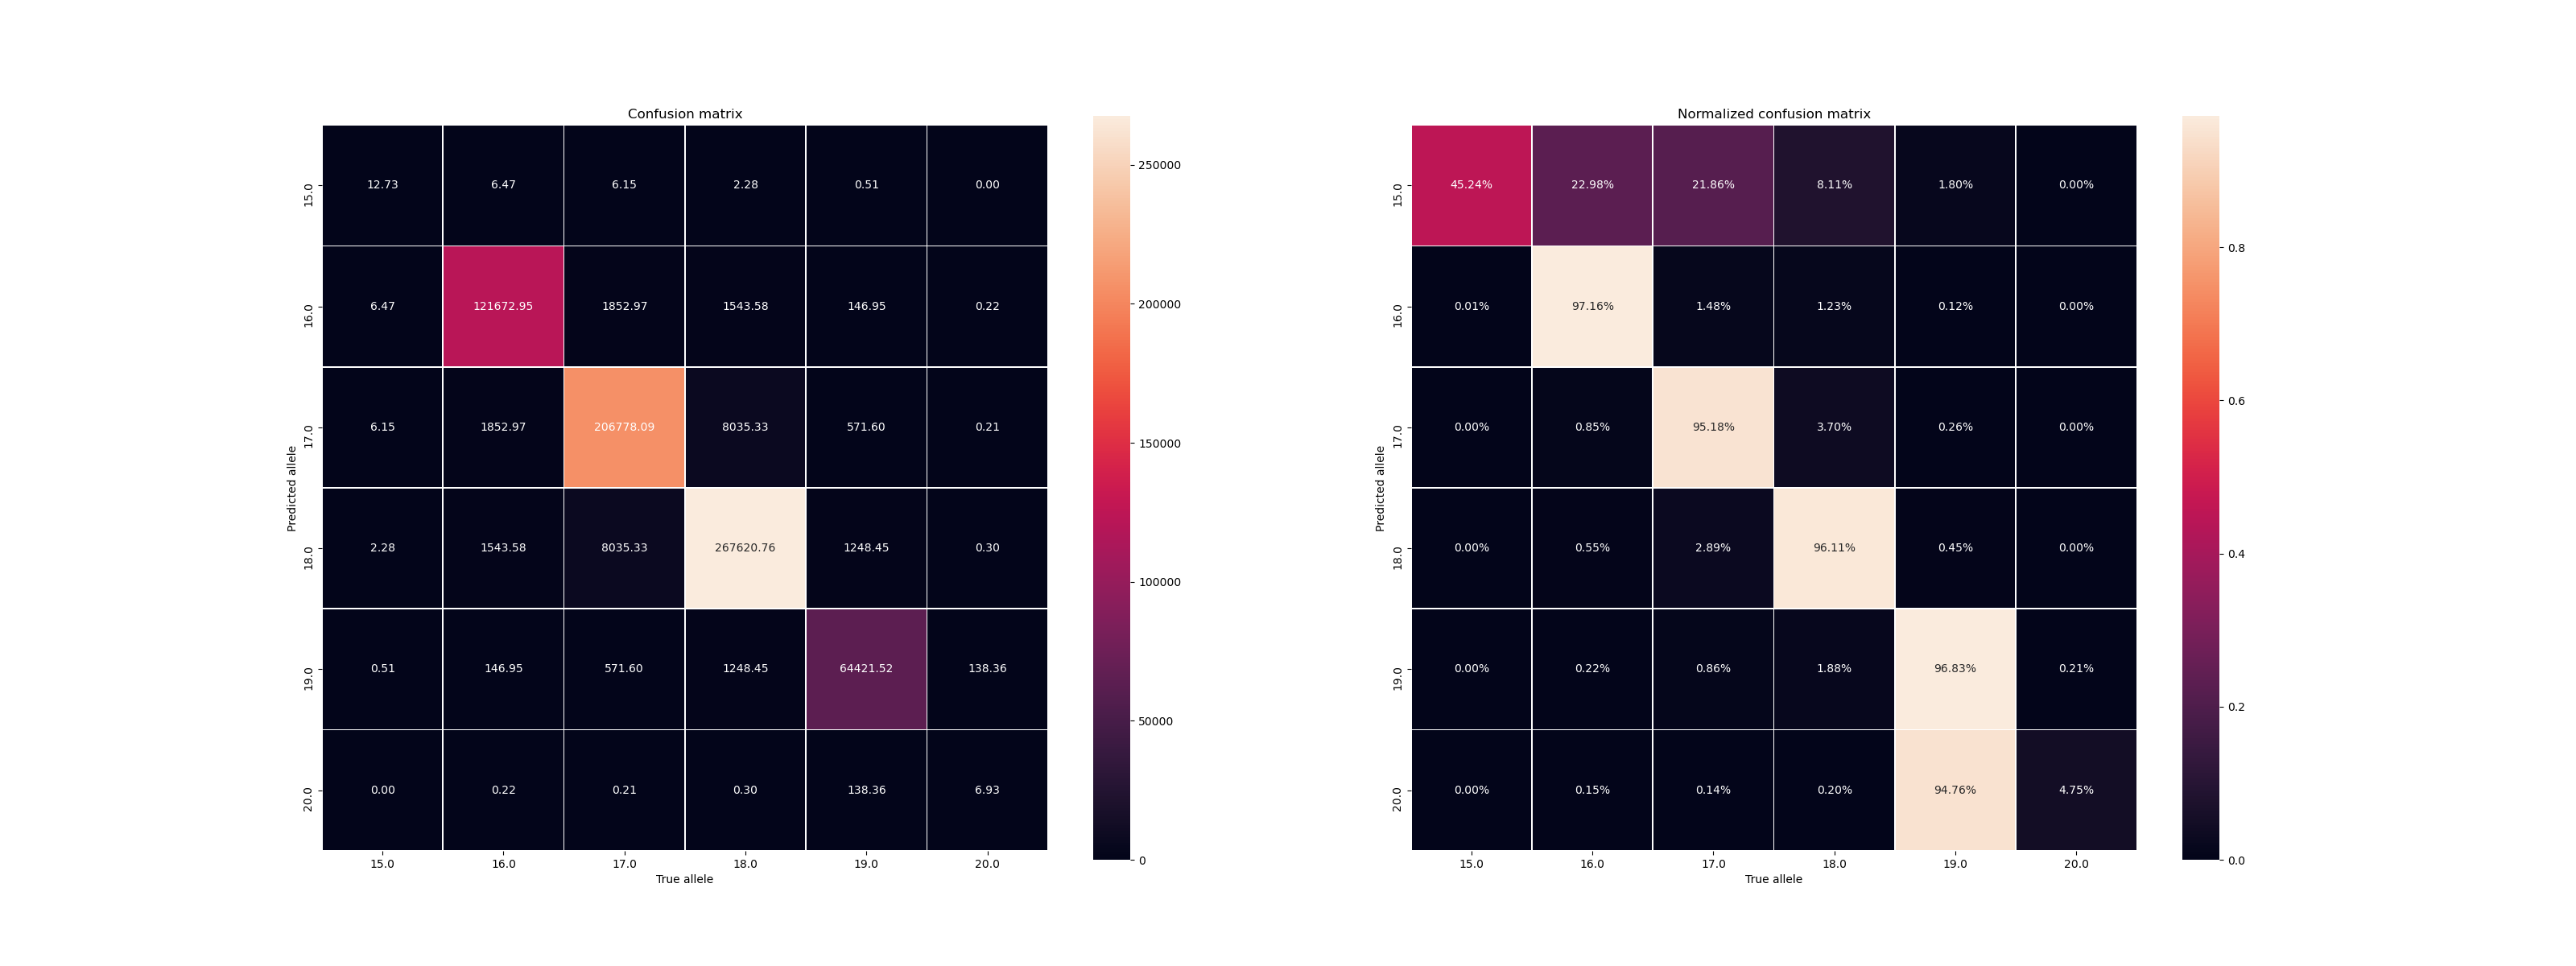 Confusion matrix
15.0 12.73 6.47 6.15 2.28 0.51 0.00
16.0 6.47 121672.95 1852.97 1543.58 146.95 0.22
17.0 6.15 1852.97 206778.09 8035.33 571.60 0.21
18.0 2.28 1543.58 8035.33 267620.76 1248.45 0.30
19.0 0.51 146.95 571.60 1248.45 64421.52 138.36
20.0 0.00 0.22 0.21 0.30 138.36 6.93
15.0 16.0 17.0 18.0 19.0 20.0
Predicted allele
True allele
250000
200000
150000
100000
50000
0
Normalized confusion matrix
15.0 45.24% 22.98% 21.86% 8.11% 1.80% 0.00%
16.0 0.01% 97.16% 1.48% 1.23% 0.12% 0.00%
17.0 0.00% 0.85% 95.18% 3.70% 0.26% 0.00%
18.0 0.00% 0.55% 2.89% 96.11% 0.45% 0.00%
19.0 0.00% 0.22% 0.86% 1.88% 96.83% 0.21%
20.0 0.00% 0.15% 0.14% 0.20% 94.76% 4.75%
15.0 16.0 17.0 18.0 19.0 20.0
Predicted allele
True allele
0.8
0.6
0.4
0.2
0.0